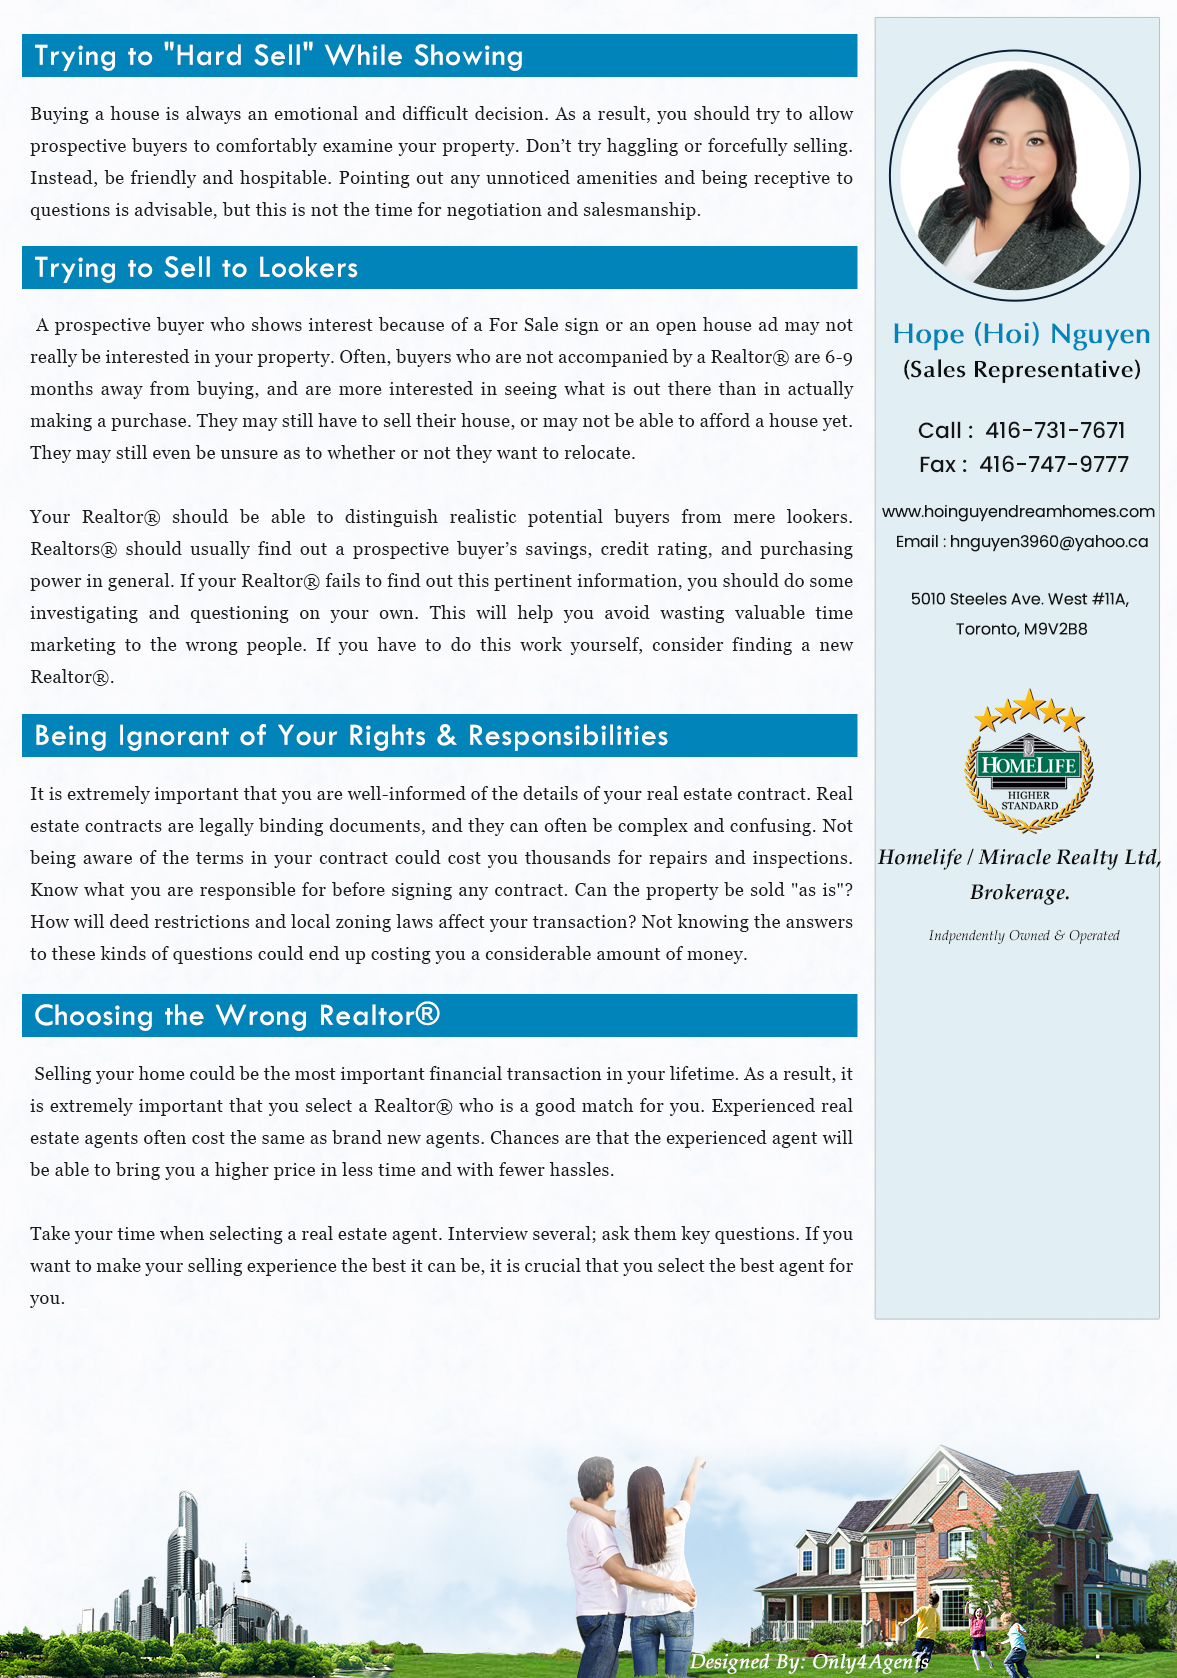 Trying to "Hard Sell" While Showing
Buying a house is always an emotional and difficult decision. As a result, you should try to allow
prospective buyers to comfortably examine your property. Don’t try haggling or forcefully selling.
Instead, be friendly and hospitable. Pointing out any unnoticed amenities and being receptive to
questions is advisable, but this is not the time for negotiation and salesmanship.
Trying to Sell to Lookers
A prospective buyer who shows interest because of a For Sale sign or an open house ad may not
really be interested in your property. Often, buyers who are not accompanied by a Realtor® are 6-9
months away from buying, and are more interested in seeing what is out there than in actually
making a purchase. They may still have to sell their house, or may not be able to afford a house yet.
They may still even be unsure as to whether or not they want to relocate.
Your Realtor® should be able to distinguish realistic potential buyers from mere lookers.
Realtors® should usually find out a prospective buyer’s savings, credit rating, and purchasing
power in general. If your Realtor® fails to find out this pertinent information, you should do some
investigating and questioning on your own. This will help you avoid wasting valuable time
marketing to the wrong people. If you have to do this work yourself, consider finding a new
Realtor®.
Being Ignorant of Your Rights & Responsibilities
It is extremely important that you are well-informed of the details of your real estate contract. Real
estate contracts are legally binding documents, and they can often be complex and confusing. Not
being aware of the terms in your contract could cost you thousands for repairs and inspections.
Know what you are responsible for before signing any contract. Can the property be sold "as is"?
How will deed restrictions and local zoning laws affect your transaction? Not knowing the answers
to these kinds of questions could end up costing you a considerable amount of money.
Choosing the Wrong Realtor®
Selling your home could be the most important financial transaction in your lifetime. As a result, it
is extremely important that you select a Realtor® who is a good match for you. Experienced real
estate agents often cost the same as brand new agents. Chances are that the experienced agent will
be able to bring you a higher price in less time and with fewer hassles.
Take your time when selecting a real estate agent. Interview several; ask them key questions. If you
want to make your selling experience the best it can be, it is crucial that you select the best agent for
you.
Hope (Hoi) Nguyen
(Sales Representative)
Call : 416-731-7671
Fax : 416-747-9777
www.hoinguyendreamhomes.com
Email : hnguyen3960@yahoo.ca
5010 Steeles Ave. West #11A,
Toronto, M9V2B8
HOMELIFE
HIGHER
STANDARD
Homelife / Miracle Realty Ltd,
Brokerage.
Indpendently Owned & Operated
Designed By: Only4Agents